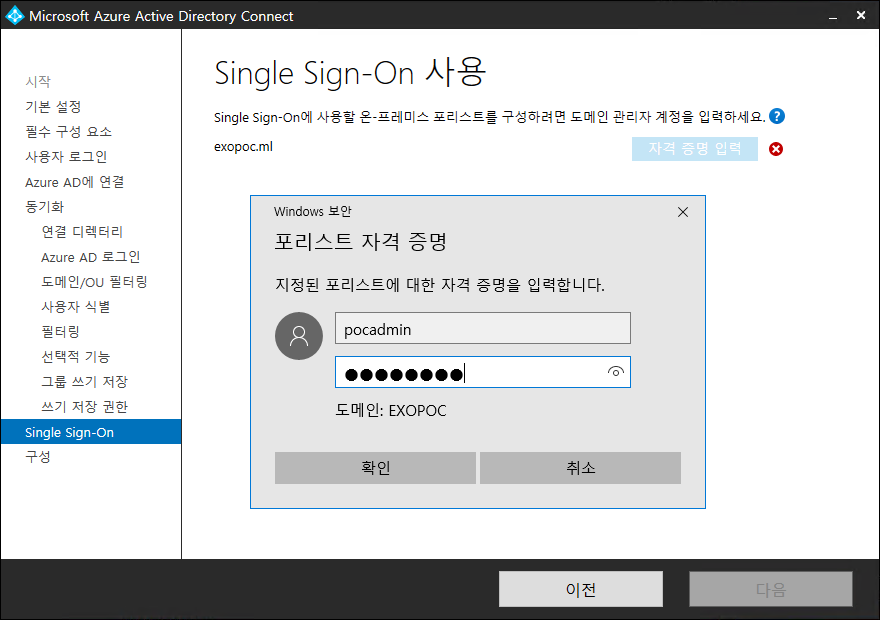 Microsoft Azure Active Directory Connect
시작
기본 설정
필수 구성 요소
사용자 로그인
Azure AD에 연결
동기화
연결 디렉터리
Azure AD 로그인
도메인/OU 필터링
사용자 식별
필터링
선택적 기능
그룹 쓰기 저장
쓰기 저장 권한
Single Sign-On
구성
Single Sign-On 사용
Single Sign-On에 사용할 온-프레미스 포리스트를 구성하려면 도메인 관리자 계정을 입력하세요. ?
exopoc.ml
자격 증명 입력
Windows 보안
포리스트 자격 증명
지정된 포리스트에 대한 자격 증명을 입력합니다.
pocadmin
●●●●●●●●
도메인: EXOPOC
확인
취소
이전
다음